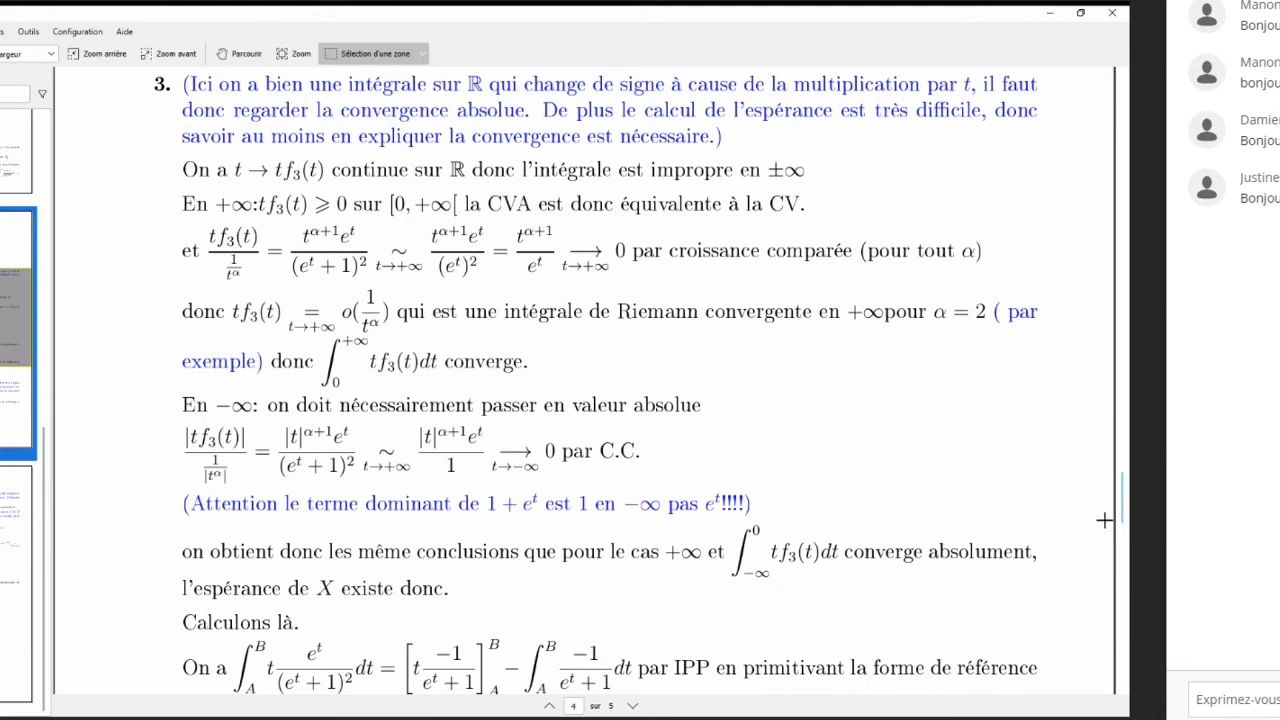 Outils Configuration Aide
Zoom arrière Zoom avant Parcourir Zoom Sélection d'une zone
3. (Ici on a bien une intégrale sur ℝ qui change de signe à cause de la multiplication par t, il faut
donc regarder la convergence absolue. De plus le calcul de l'espérance est très difficile, donc
savoir au moins en expliquer la convergence est nécessaire.)
On a t → tf₃(t) continue sur ℝ donc l'intégrale est impropre en ±∞
En +∞:tf₃(t) ⩾ 0 sur [0, +∞[ la CVA est donc équivalente à la CV.
et tf₃(t)/(1/t^α) = t^(α+1)e^t/(e^t + 1)² ∼ t→+∞ t^(α+1)e^t/(e^t)² = t^(α+1)/e^t ⟶ t→+∞ 0 par croissance comparée (pour tout α)
donc tf₃(t) = t→+∞ o(1/t^α) qui est une intégrale de Riemann convergente en +∞pour α = 2 ( par
exemple) donc ∫₀^+∞ tf₃(t)dt converge.
En −∞: on doit nécessairement passer en valeur absolue
|tf₃(t)|/(1/|t^α|) = |t|^(α+1)e^t/(e^t + 1)² ∼ t→+∞ |t|^(α+1)e^t/1 ⟶ t→−∞ 0 par C.C.
(Attention le terme dominant de 1 + e^t est 1 en −∞ pas e^t!!!!)
on obtient donc les même conclusions que pour le cas +∞ et ∫_−∞^0 tf₃(t)dt converge absolument,
l'espérance de X existe donc.
Calculons là.
On a ∫_A^B t e^t/(e^t + 1)² dt = [t −1/(e^t + 1)]_A^B − ∫_A^B −1/(e^t + 1) dt par IPP en primitivant la forme de référence
4 sur 5
Manon
Bonjou
Manon
bonjou
Damie
Bonjou
Justine
Bonjou
Exprimez-vous